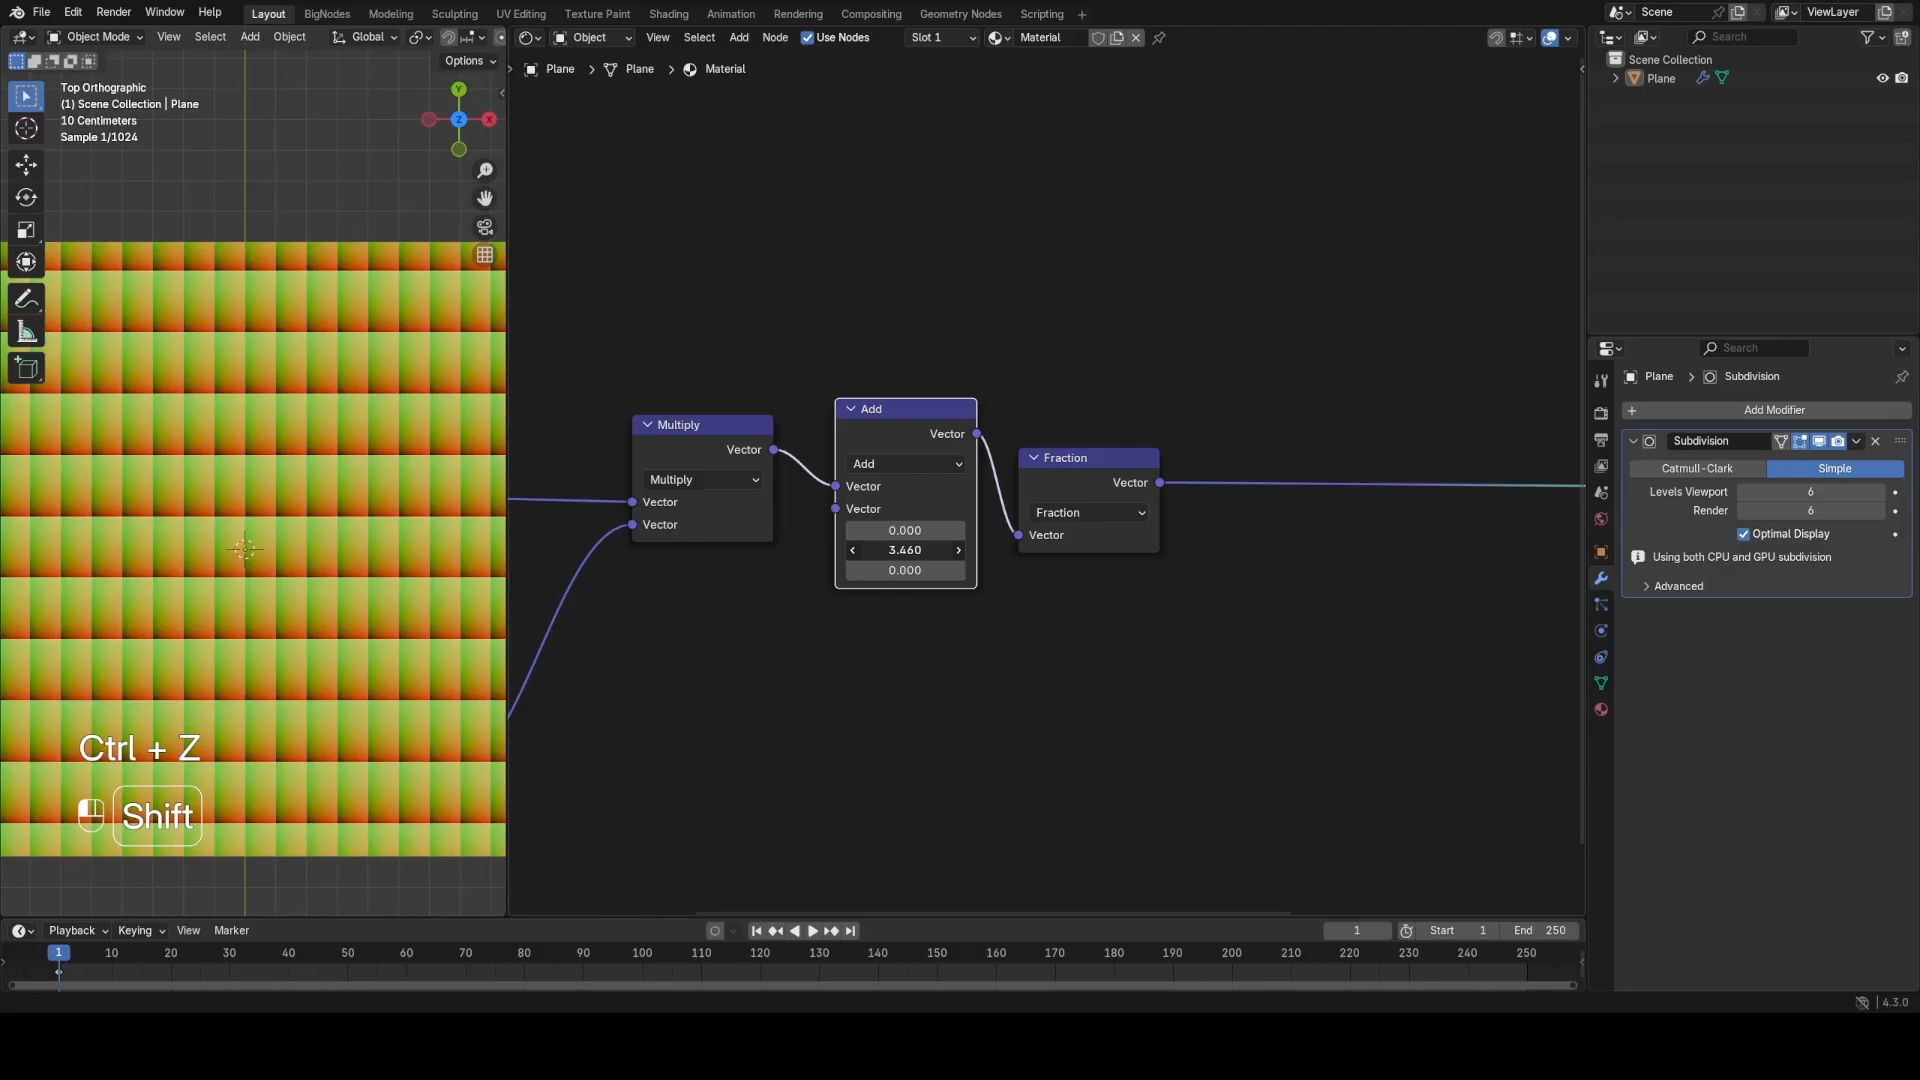 File Edit Render Window Help Layout BigNodes Modeling Sculpting UV Editing Texture Paint Shading Animation Rendering Compositing Geometry Nodes Scripting Scene ViewLayer
Object Mode View Select Add Object Global Object View Select Add Node Use Nodes Slot 1 Material Search
Options
Plane Plane Material
Scene Collection
Plane
Top Orthographic
(1) Scene Collection | Plane
10 Centimeters
Sample 1/1024
Y
Z
X
Multiply
Vector
Multiply
Vector
Vector
Add
Vector
Add
Vector
Vector
0.000
3.460
0.000
Fraction
Vector
Fraction
Vector
Search
Plane Subdivision
Add Modifier
Subdivision
Catmull-Clark Simple
Levels Viewport 6
Render 6
Optimal Display
Using both CPU and GPU subdivision
Advanced
Ctrl + Z
Shift
Playback Keying View Marker 1 Start 1 End 250
1 10 20 30 40 50 60 70 80 90 100 110 120 130 140 150 160 170 180 190 200 210 220 230 240 250
4.3.0